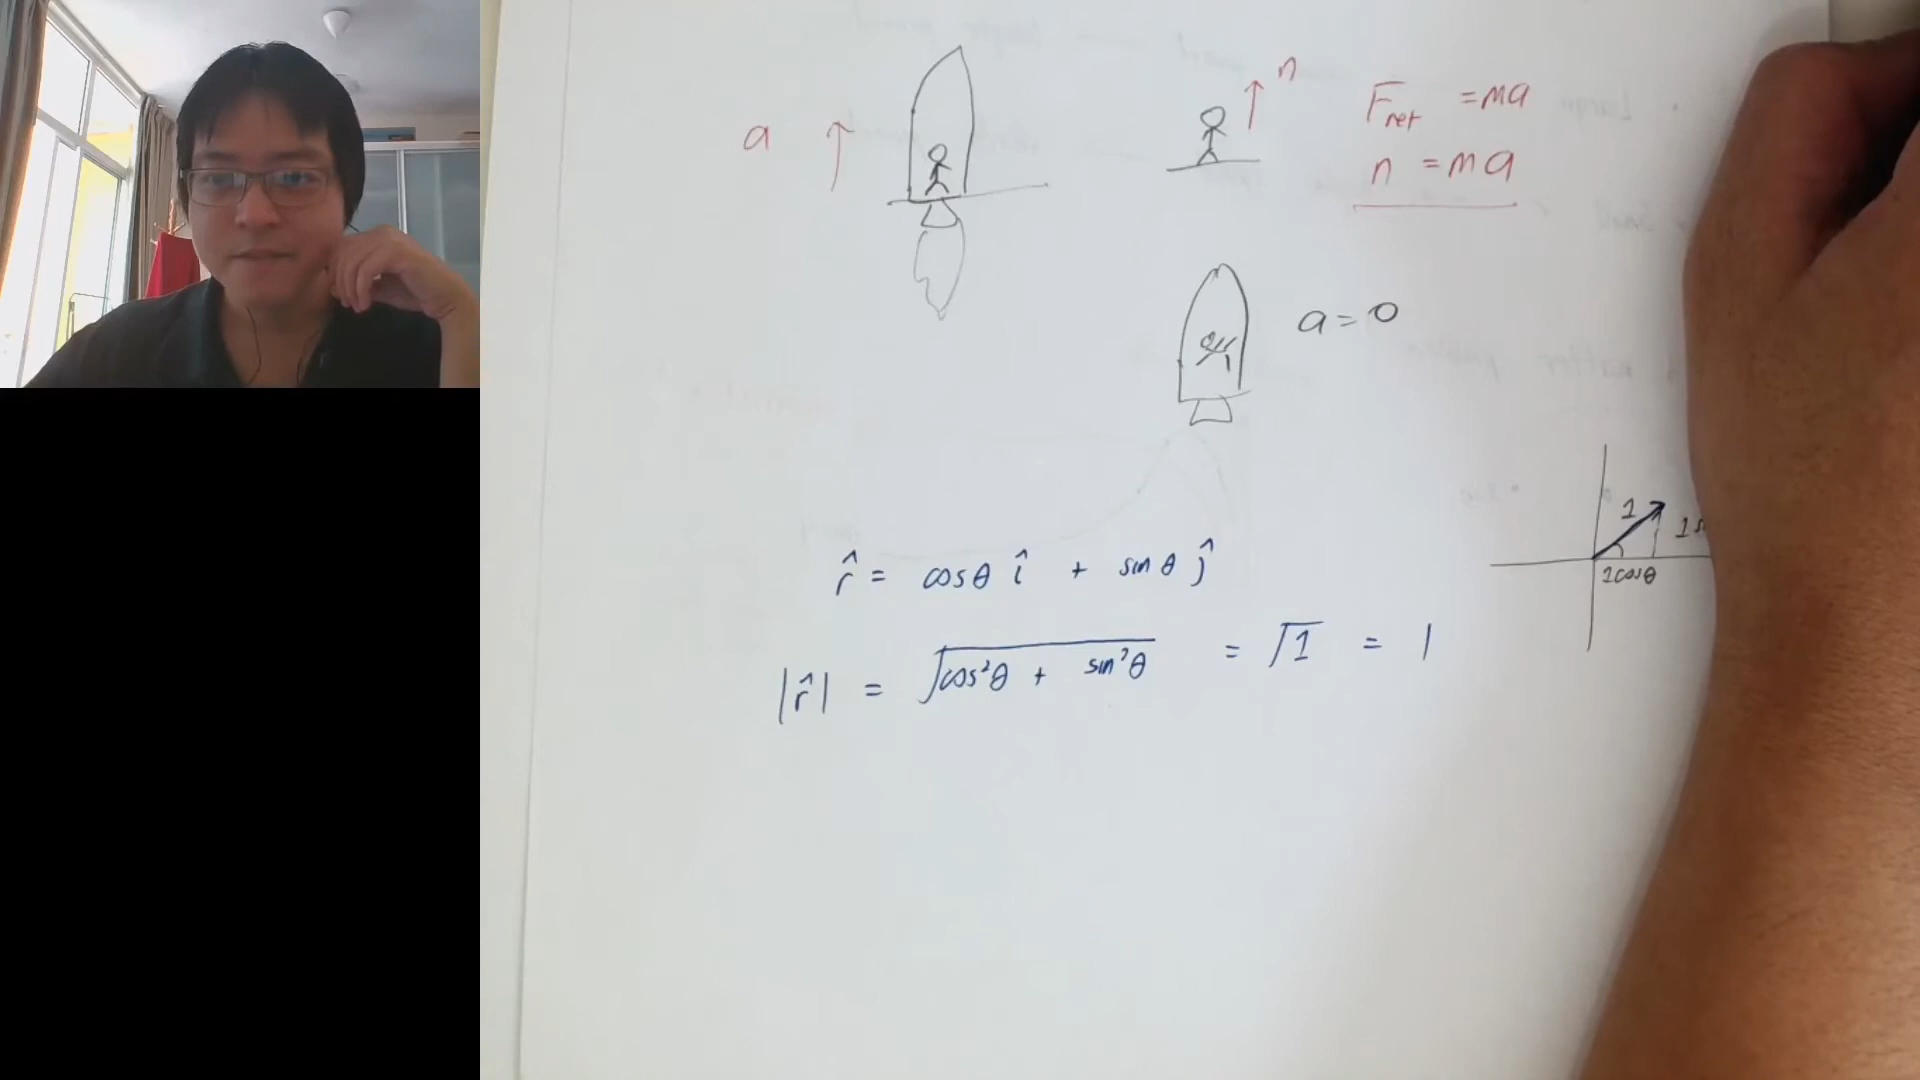 a
n
F_net = ma
n = ma
a = 0
1
1cosθ
r̂ = cosθ î + sinθ ĵ
|r̂| = √(cos²θ + sin²θ) = √1 = 1